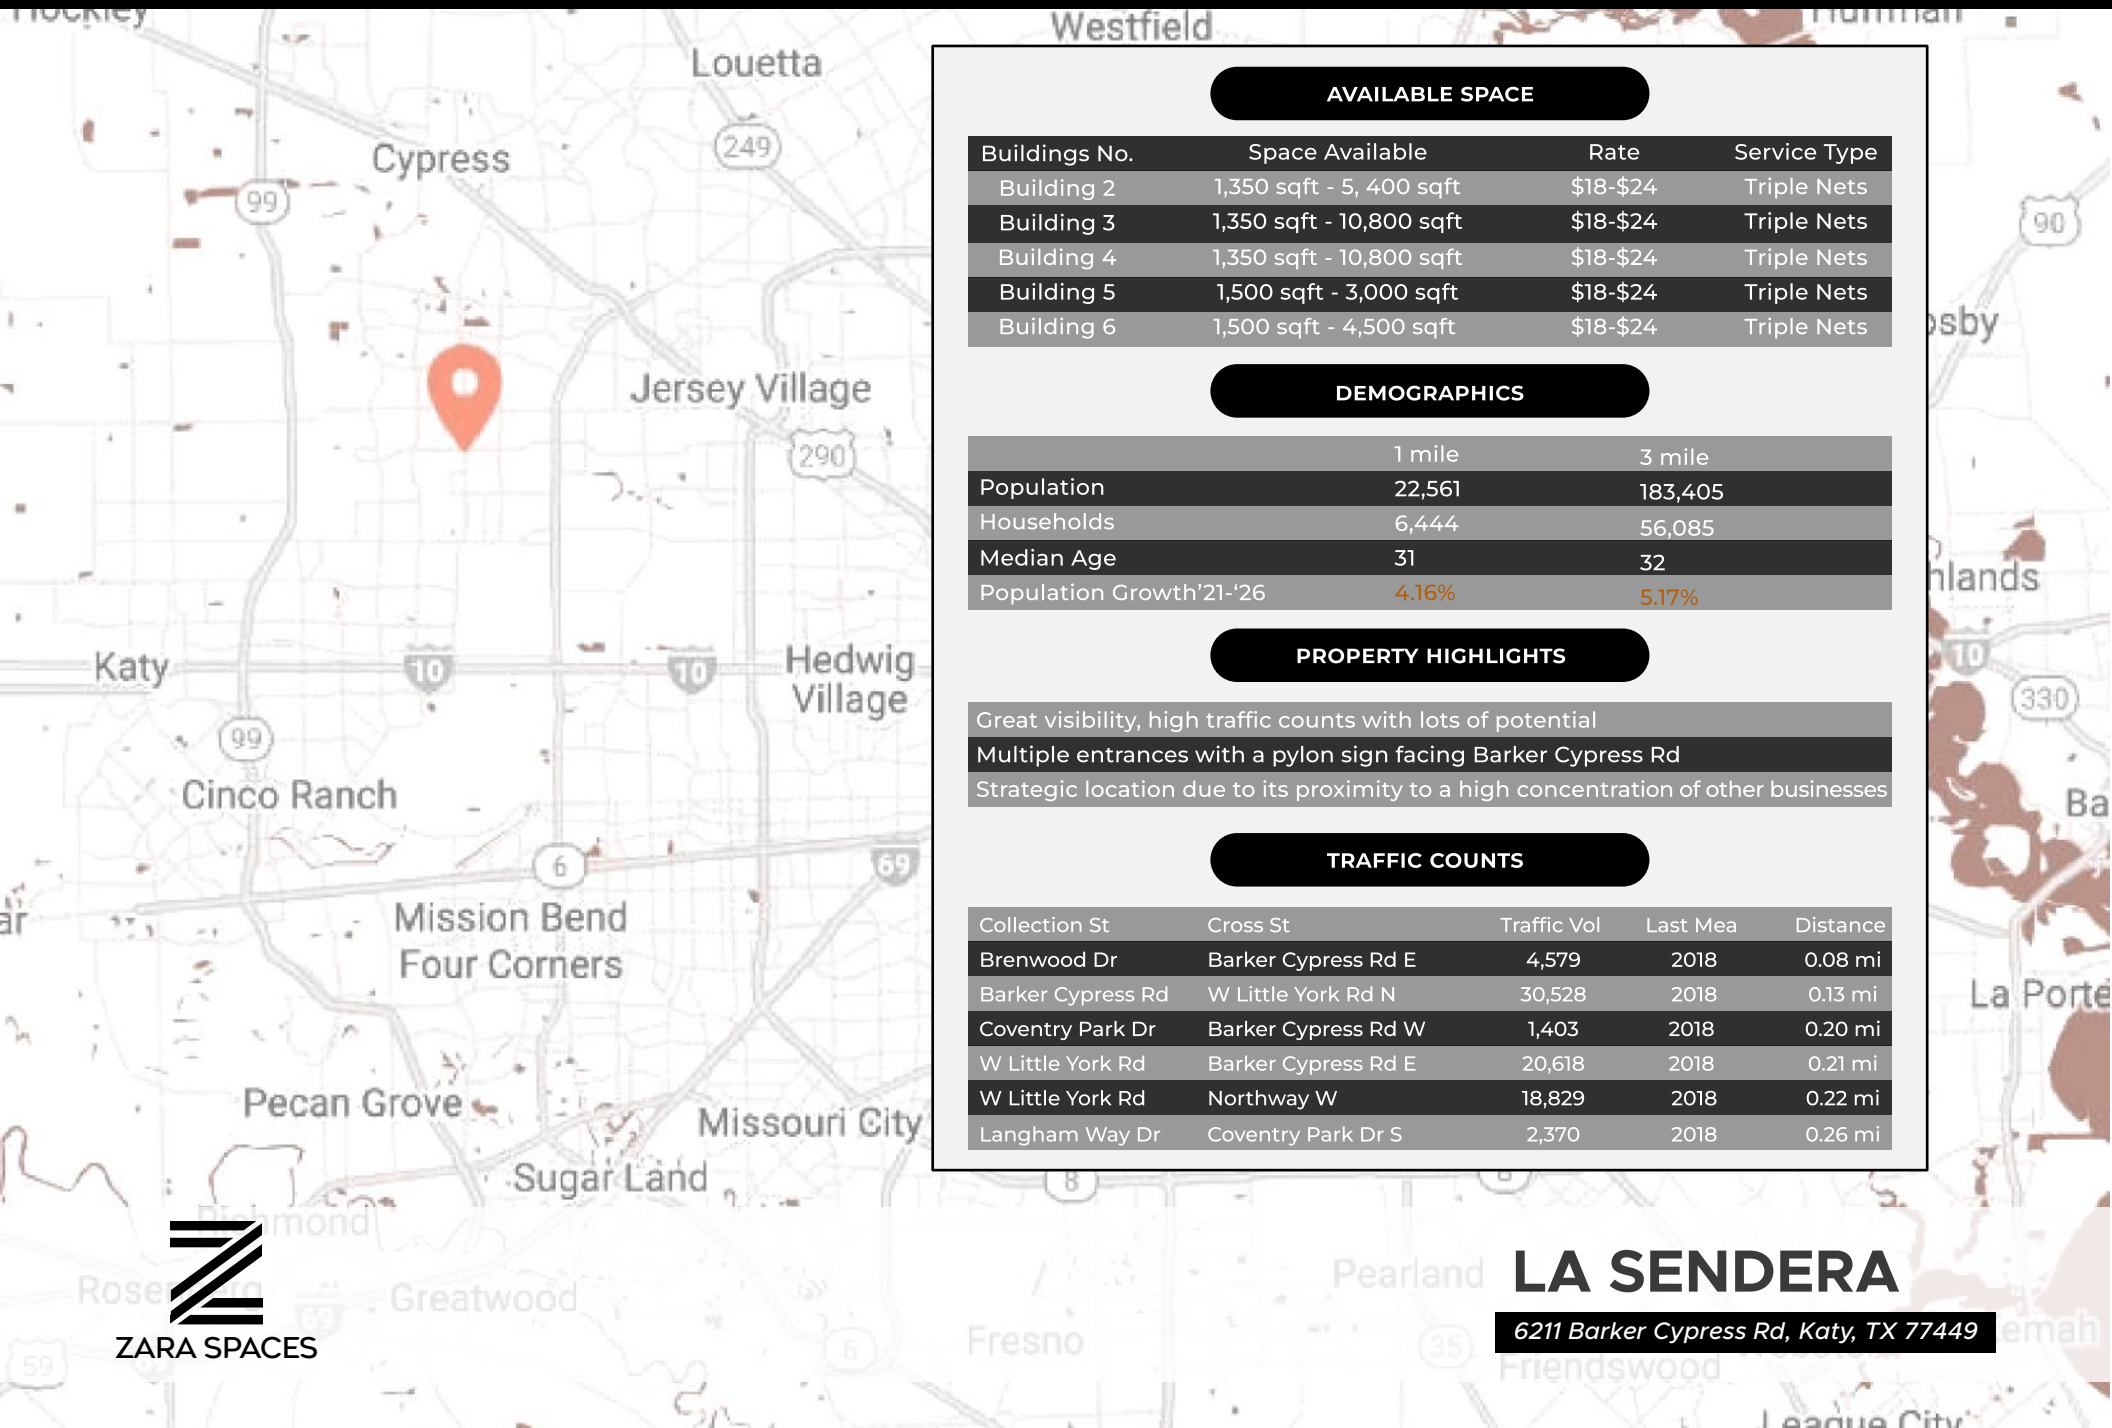 Westfield
Louetta
249
Cypress
99
90
Jersey Village
290
Katy
10
10
Hedwig
Village
10
330
99
Cinco Ranch
6
69
Mission Bend
Four Corners
La Porte
Pecan Grove
Missouri City
Sugar Land
8
AVAILABLE SPACE
Buildings No. Space Available Rate Service Type
Building 2 1,350 sqft - 5, 400 sqft $18-$24 Triple Nets
Building 3 1,350 sqft - 10,800 sqft $18-$24 Triple Nets
Building 4 1,350 sqft - 10,800 sqft $18-$24 Triple Nets
Building 5 1,500 sqft - 3,000 sqft $18-$24 Triple Nets
Building 6 1,500 sqft - 4,500 sqft $18-$24 Triple Nets
DEMOGRAPHICS
1 mile 3 mile
Population 22,561 183,405
Households 6,444 56,085
Median Age 31 32
Population Growth’21-‘26 4.16% 5.17%
PROPERTY HIGHLIGHTS
Great visibility, high traffic counts with lots of potential
Multiple entrances with a pylon sign facing Barker Cypress Rd
Strategic location due to its proximity to a high concentration of other businesses
TRAFFIC COUNTS
Collection St Cross St Traffic Vol Last Mea Distance
Brenwood Dr Barker Cypress Rd E 4,579 2018 0.08 mi
Barker Cypress Rd W Little York Rd N 30,528 2018 0.13 mi
Coventry Park Dr Barker Cypress Rd W 1,403 2018 0.20 mi
W Little York Rd Barker Cypress Rd E 20,618 2018 0.21 mi
W Little York Rd Northway W 18,829 2018 0.22 mi
Langham Way Dr Coventry Park Dr S 2,370 2018 0.26 mi
Greatwood
69
Pearland
Fresno
6
35
59
Friendswood
League City
ZARA SPACES
LA SENDERA
6211 Barker Cypress Rd, Katy, TX 77449